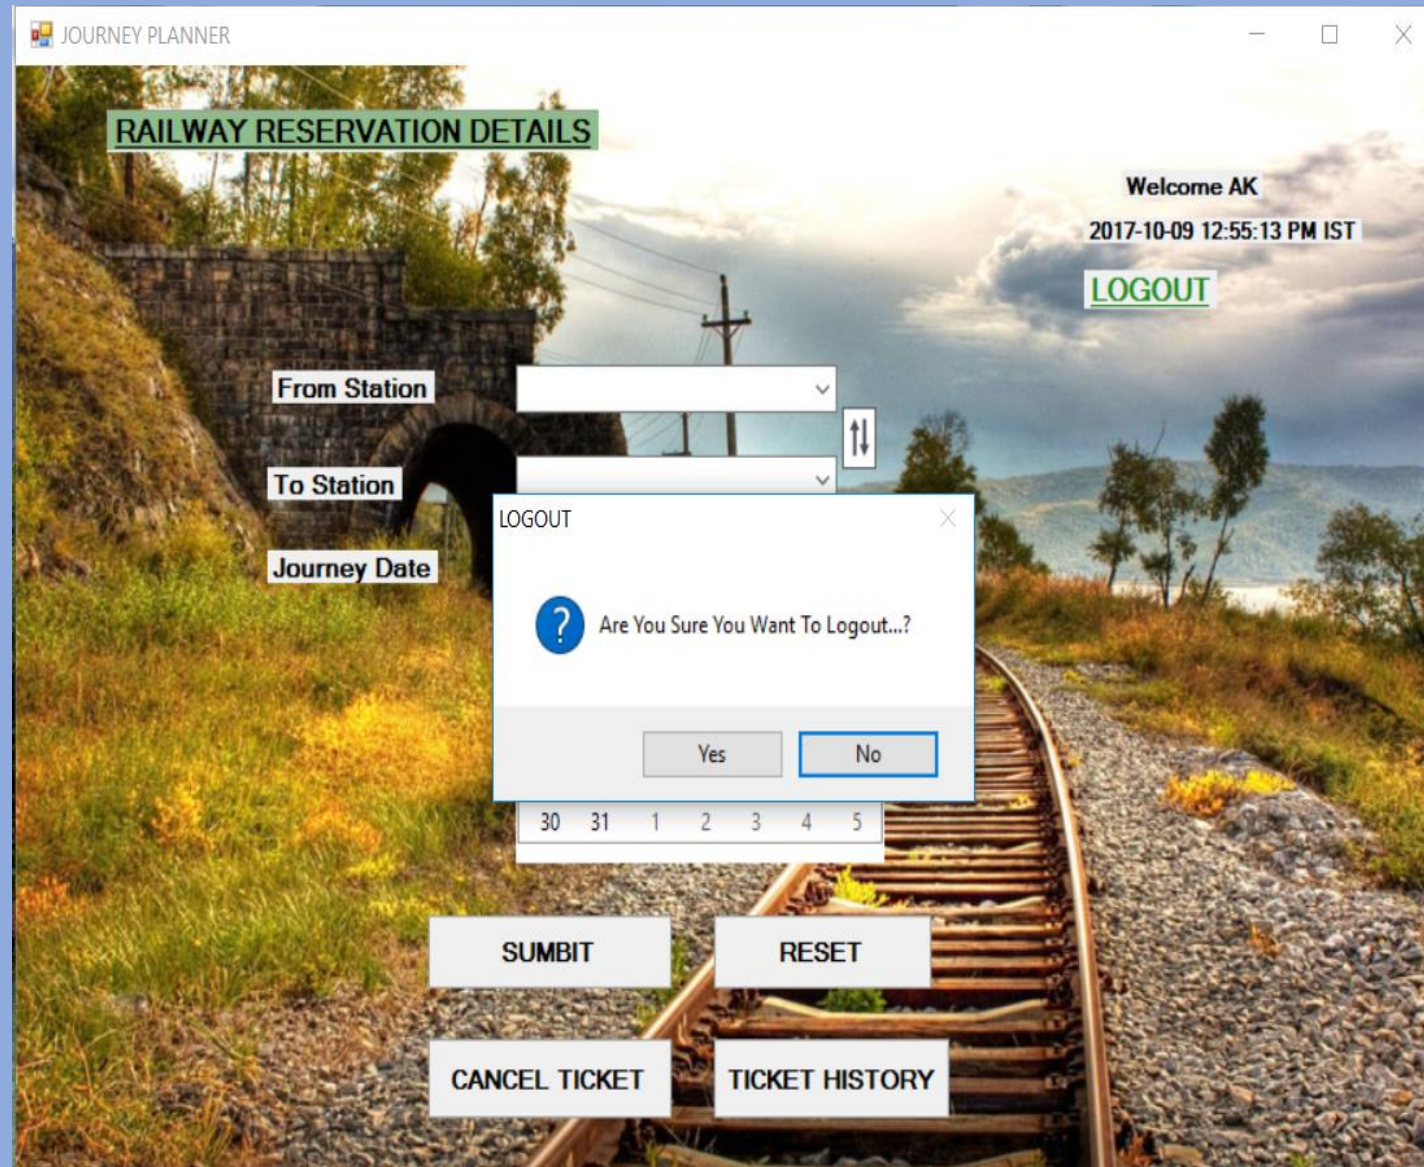 JOURNEY PLANNER
RAILWAY RESERVATION DETAILS
Welcome AK
2017-10-09 12:55:13 PM IST
LOGOUT
From Station
To Station
LOGOUT
Journey Date
Are You Sure You Want To Logout...?
Yes No
30 31 1 2 3 4 5
SUMBIT RESET
CANCEL TICKET TICKET HISTORY